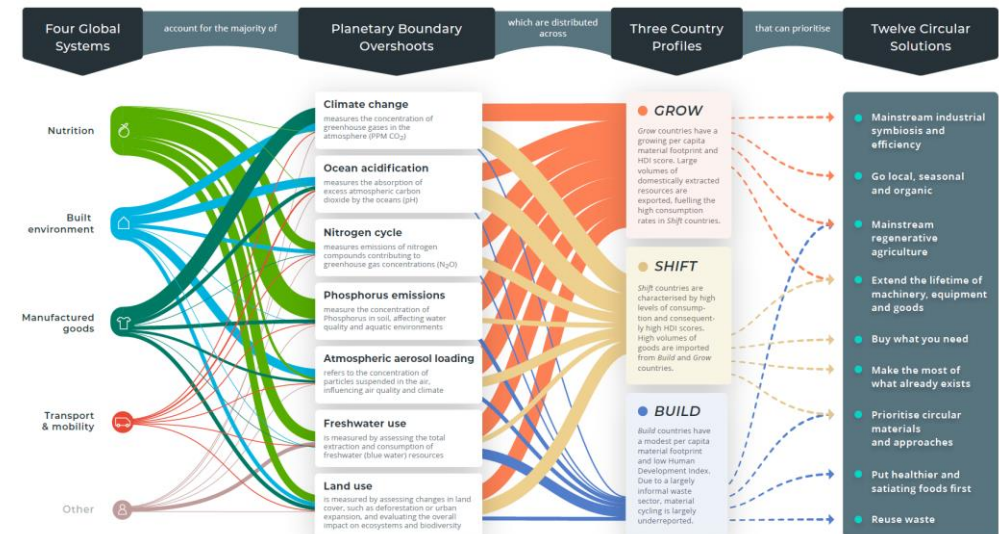 Four Global
Systems
account for the majority of
Planetary Boundary
Overshoots
which are distributed
across
Three Country
Profiles
that can prioritise
Twelve Circular
Solutions
Nutrition
Built
environment
Manufactured
goods
Transport
& mobility
Other
Climate change
measures the concentration of
greenhouse gases in the
atmosphere (PPM CO₂)
Ocean acidification
measures the absorption of
excess atmospheric carbon
dioxide by the oceans (pH)
Nitrogen cycle
measures emissions of nitrogen
compounds contributing to
greenhouse gas concentrations (N₂O)
Phosphorus emissions
measure the concentration of
Phosphorus in soil, affecting water
quality and aquatic environments
Atmospheric aerosol loading
refers to the concentration of
particles suspended in the air,
influencing air quality and climate
Freshwater use
is measured by assessing the total
extraction and consumption of
freshwater (blue water) resources
Land use
is measured by assessing changes in land
cover, such as deforestation or urban
expansion, and evaluating the overall
impact on ecosystems and biodiversity
GROW
Grow countries have a
growing per capita
material footprint and
HDI score. Large
volumes of
domestically extracted
resources are
exported, fuelling the
high consumption
rates in Shift countries.
SHIFT
Shift countries are
characterised by high
levels of consump-
tion and consequent-
ly high HDI scores.
High volumes of
goods are imported
from Build and Grow
countries.
BUILD
Build countries have
a modest per capita
material footprint
and low Human
Development Index.
Due to a largely
informal waste
sector, material
cycling is largely
underreported.
Mainstream industrial
symbiosis and
efficiency
Go local, seasonal
and organic
Mainstream
regenerative
agriculture
Extend the lifetime of
machinery, equipment
and goods
Buy what you need
Make the most of
what already exists
Prioritise circular
materials
and approaches
Put healthier and
satiating foods first
Reuse waste